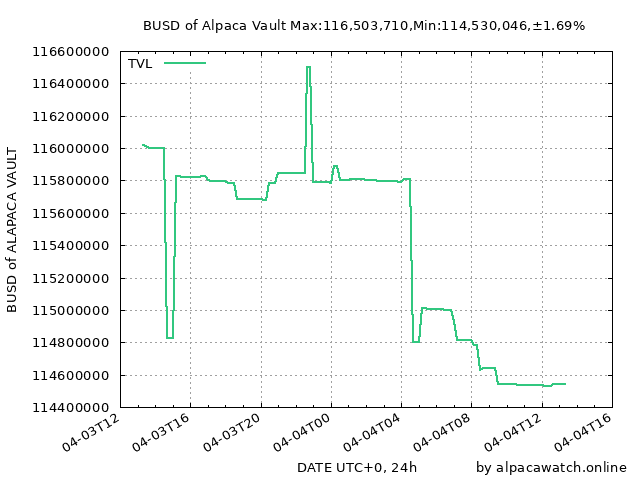 BUSD of Alpaca Vault Max:116,503,710,Min:114,530,046,±1.69%
116600000
116400000
116200000
116000000
115800000
115600000
115400000
115200000
115000000
114800000
114600000
114400000
TVL
BUSD of ALAPACA VAULT
04-03T12
04-03T16
04-03T20
04-04T00
04-04T04
04-04T08
04-04T12
04-04T16
DATE UTC+0, 24h
by alpacawatch.online